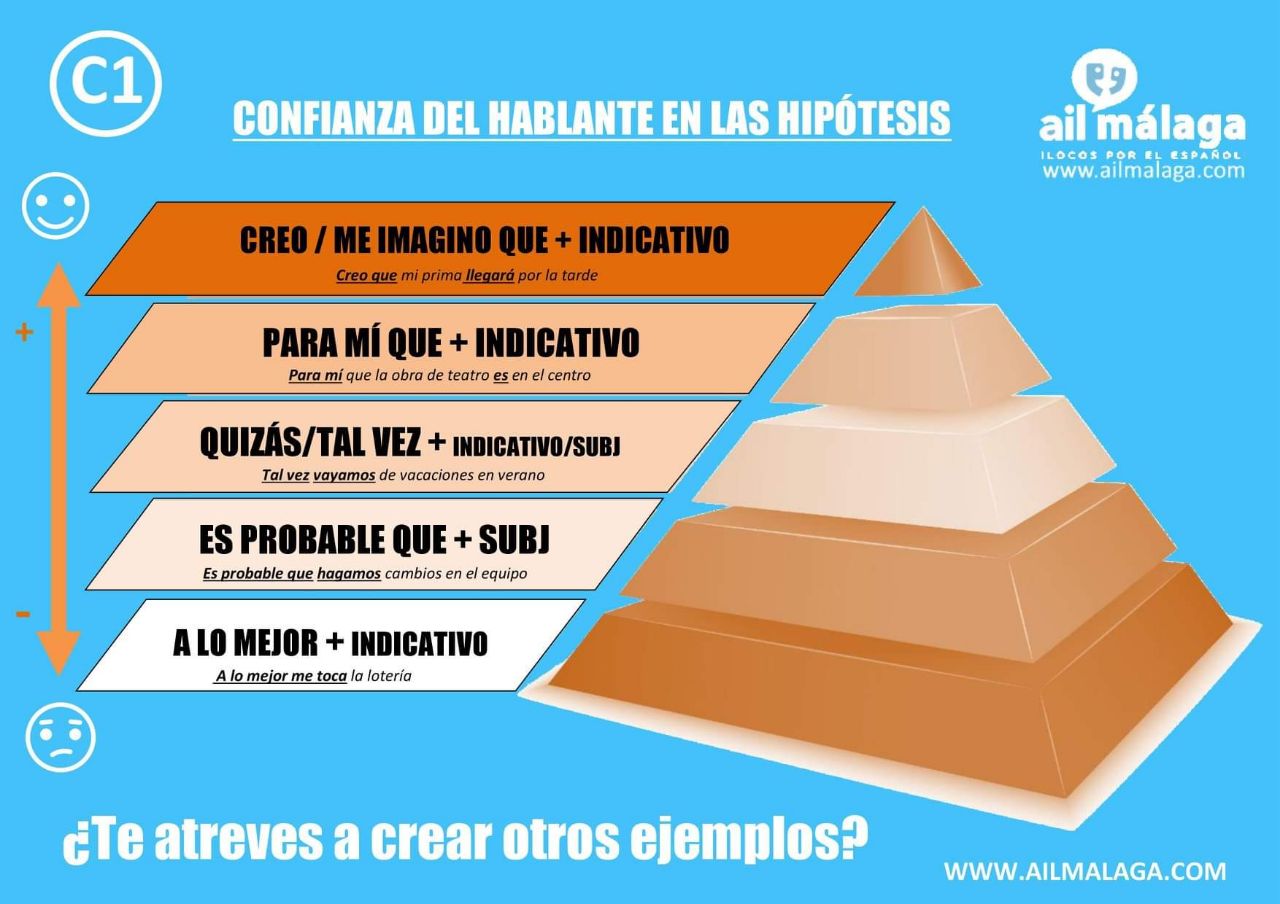 C1
CONFIANZA DEL HABLANTE EN LAS HIPÓTESIS
ail málaga
¡LOCOS POR EL ESPAÑOL
www.ailmalaga.com
CREO / ME IMAGINO QUE + INDICATIVO
Creo que mi prima llegará por la tarde
+
PARA MÍ QUE + INDICATIVO
Para mí que la obra de teatro es en el centro
QUIZÁS/TAL VEZ + INDICATIVO/SUBJ
Tal vez vayamos de vacaciones en verano
ES PROBABLE QUE + SUBJ
Es probable que hagamos cambios en el equipo
-
A LO MEJOR + INDICATIVO
A lo mejor me toca la lotería
¿Te atreves a crear otros ejemplos?
WWW.AILMALAGA.COM